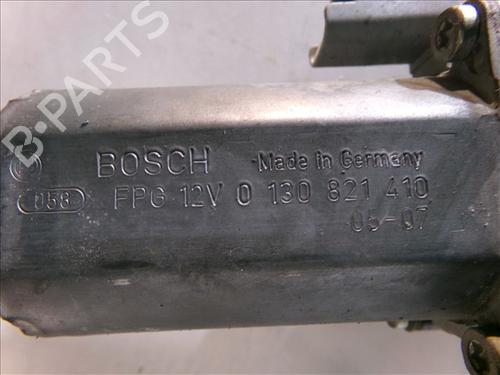 B-PARTS
BOSCH Made in Germany
058 FPG 12V 0 130 821 410
05-07